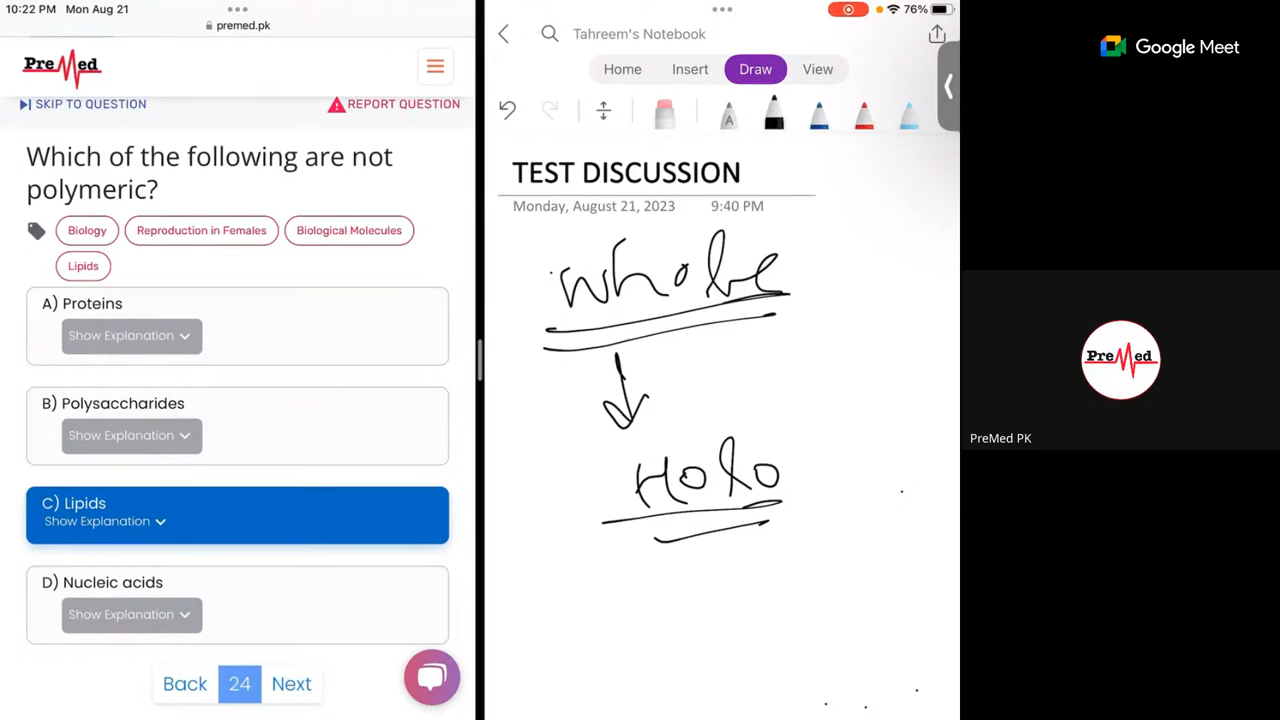 10:22 PM Mon Aug 21
premed.pk
PreMed
SKIP TO QUESTION
REPORT QUESTION
Which of the following are not
polymeric?
Biology
Reproduction in Females
Biological Molecules
Lipids
A) Proteins
Show Explanation
B) Polysaccharides
Show Explanation
C) Lipids
Show Explanation
D) Nucleic acids
Show Explanation
Back 24 Next
76%
Tahreem's Notebook
Home Insert Draw View
A
TEST DISCUSSION
Monday, August 21, 2023 9:40 PM
Whole
Holo
Google Meet
PreMed
PreMed PK